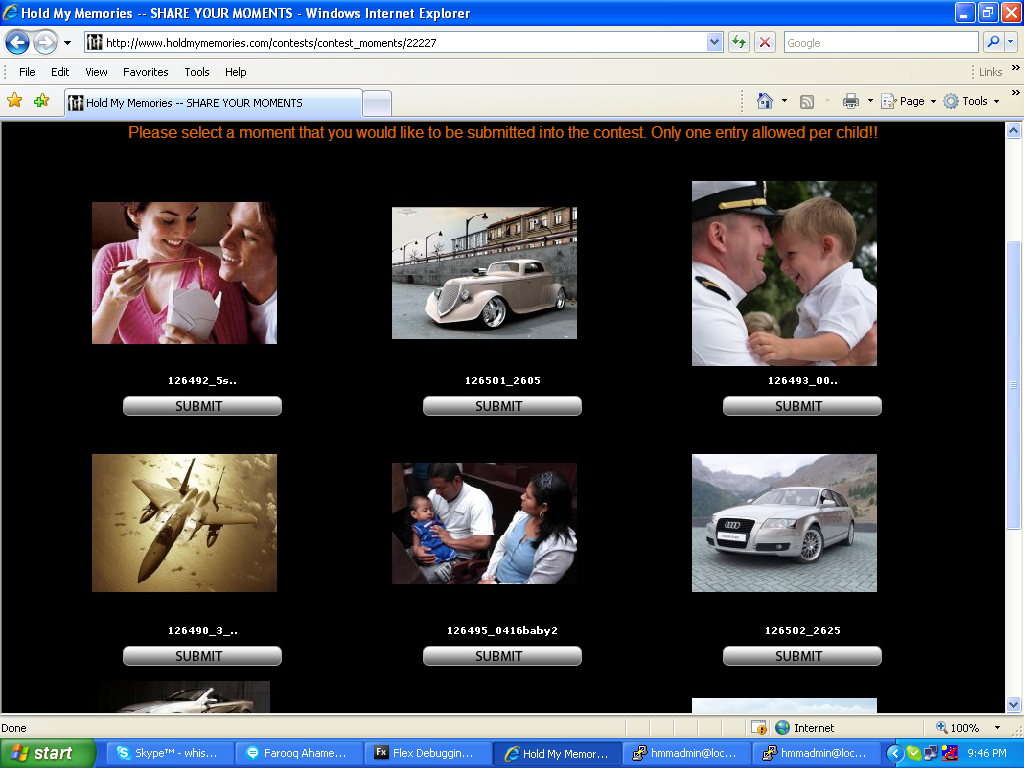 Hold My Memories -- SHARE YOUR MOMENTS - Windows Internet Explorer
http://www.holdmymemories.com/contests/contest_moments/22227
Google
File Edit View Favorites Tools Help
Links
Hold My Memories -- SHARE YOUR MOMENTS
Page Tools
Please select a moment that you would like to be submitted into the contest. Only one entry allowed per child!!
126492_5s.. 126501_2605 126493_00..
SUBMIT SUBMIT SUBMIT
126490_3_.. 126495_0416baby2 126502_2625
SUBMIT SUBMIT SUBMIT
Done Internet 100%
start Skype™ - whis... Farooq Ahame... Flex Debuggin... Hold My Memor... hmmadmin@loc... hmmadmin@loc... 9:46 PM